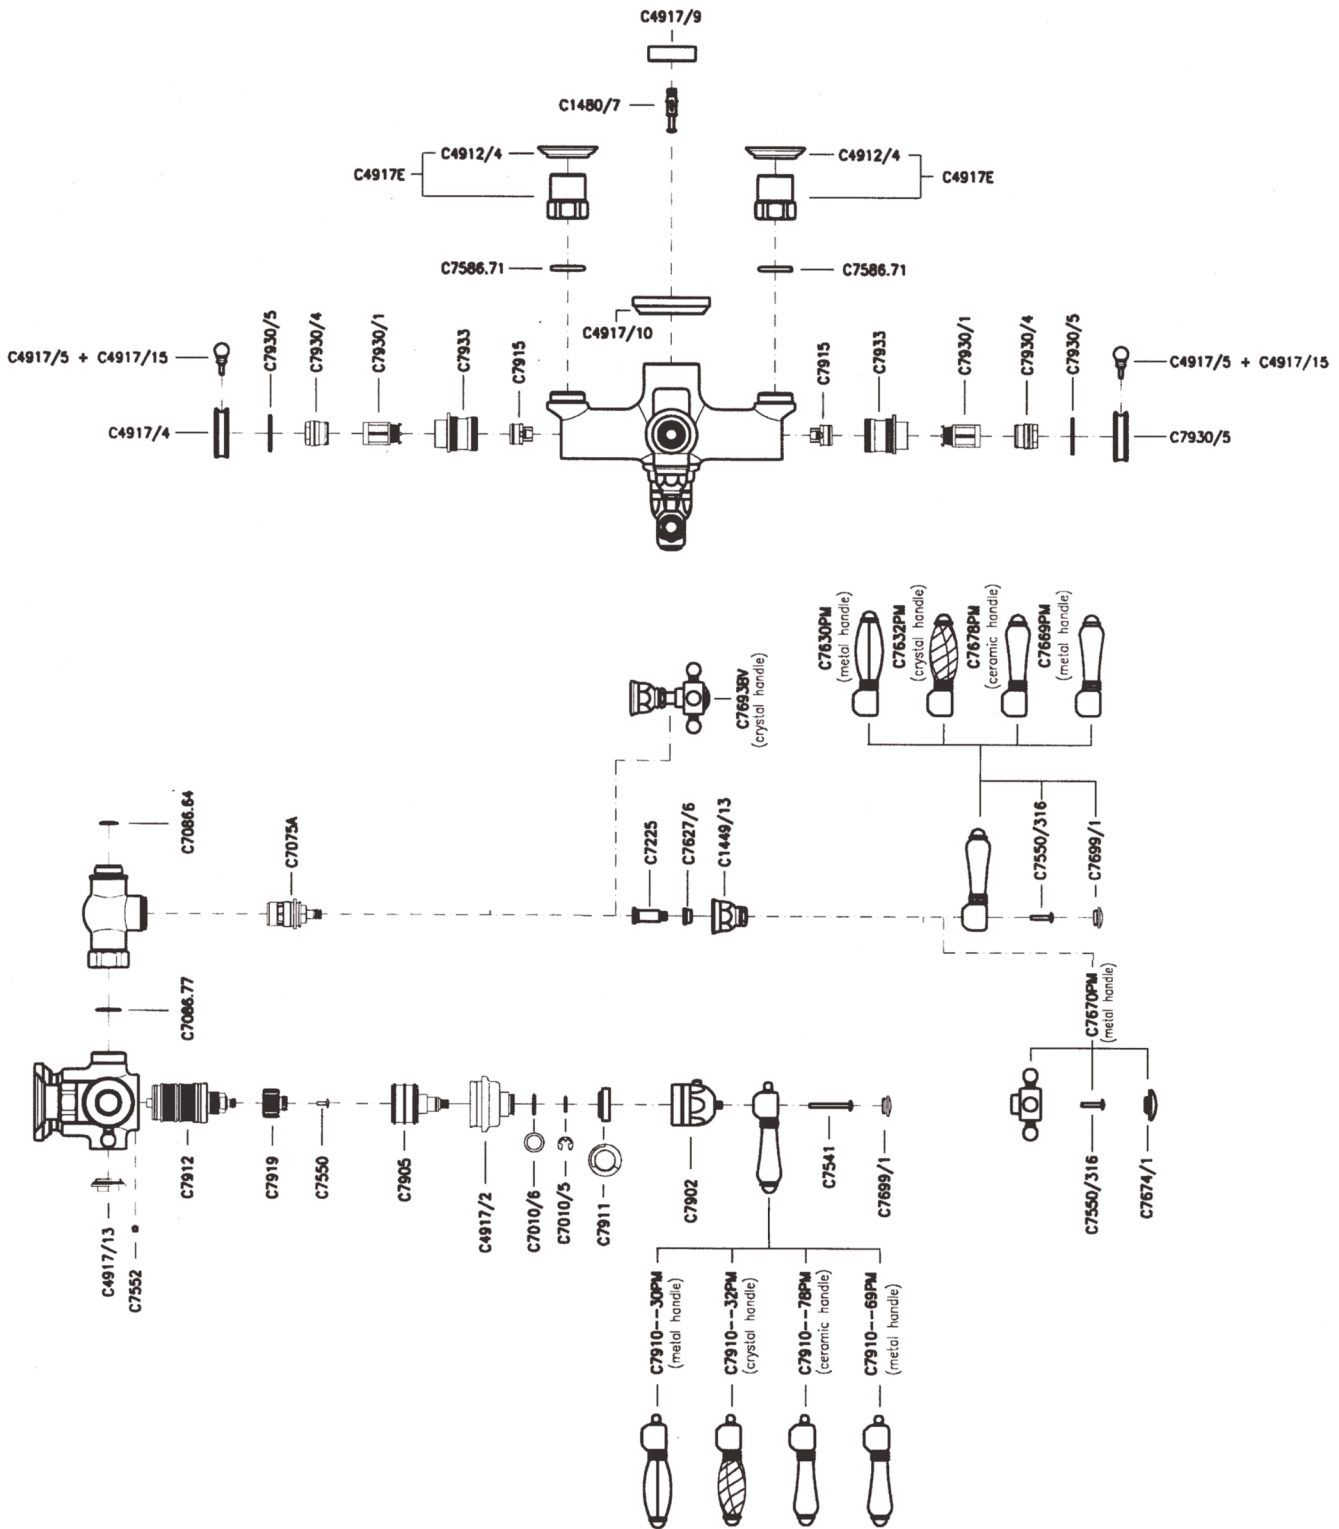 C4917/9
C1480/7
C4912/4
C4917E
C4912/4
C4917E
C7586.71
C7586.71
C4917/10
C4917/5 + C4917/15
C7930/5
C7930/4
C7930/1
C7933
C7915
C7915
C7933
C7930/1
C7930/4
C7930/5
C4917/5 + C4917/15
C4917/4
C7930/5
C7630PM
(metal handle)
C7632PM
(crystal handle)
C7678PM
(ceramic handle)
C7669PM
(metal handle)
C7693BV
(crystal handle)
C7086.64
C7075A
C7225
C7627/6
C1449/13
C7550/316
C7699/1
C7086.77
C7670PM
(metal handle)
C7912
C7919
C7550
C7905
C4917/2
C7010/6
C7010/5
C7911
C7902
C7541
C7699/1
C7550/316
C7674/1
C4917/13
C7552
C7910--30PM
(metal handle)
C7910--32PM
(crystal handle)
C7910--78PM
(ceramic handle)
C7910--69PM
(metal handle)